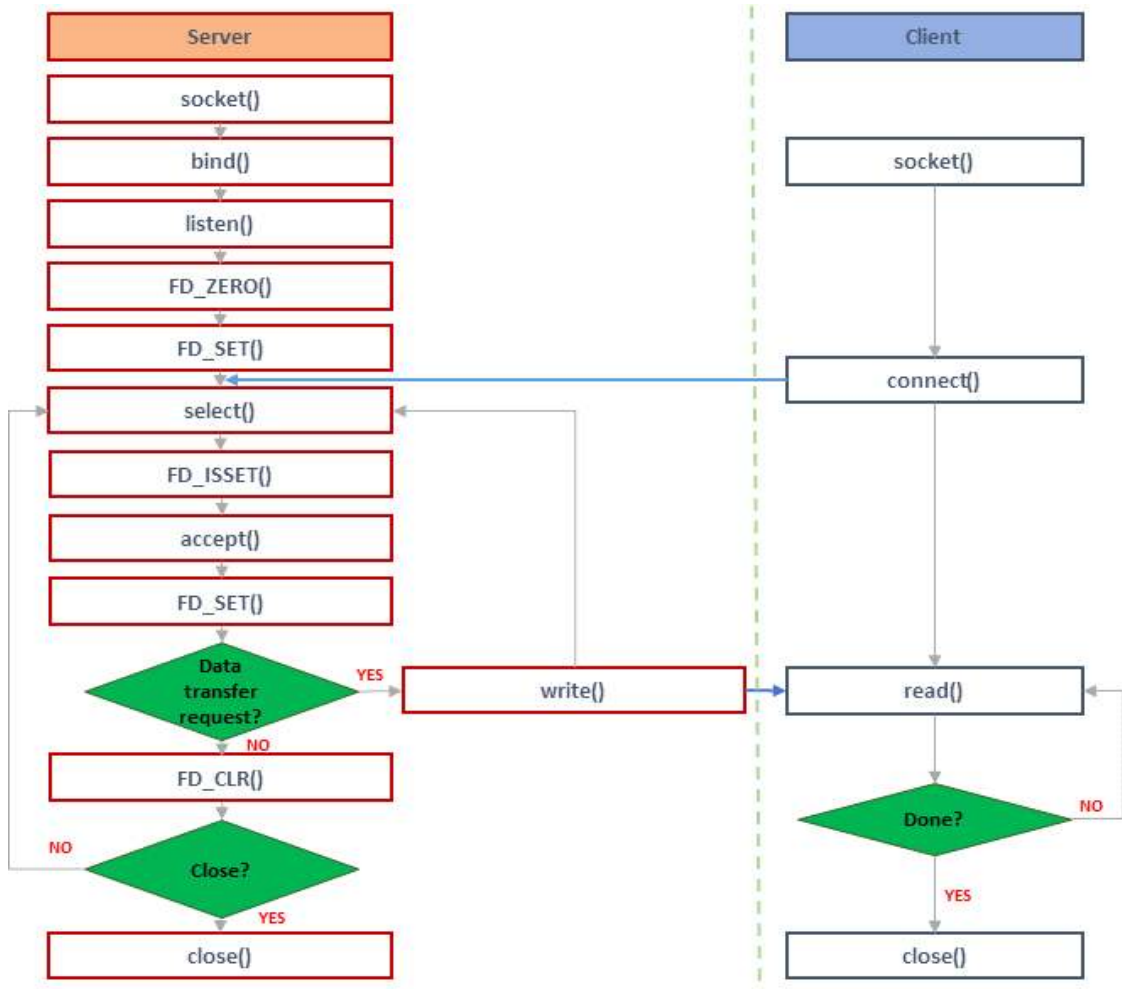 Server
Client
socket()
bind()
socket()
listen()
FD_ZERO()
FD_SET()
connect()
select()
FD_ISSET()
accept()
FD_SET()
Data
transfer
request?
YES
write()
read()
NO
FD_CLR()
Done?
NO
NO
Close?
YES
YES
close()
close()